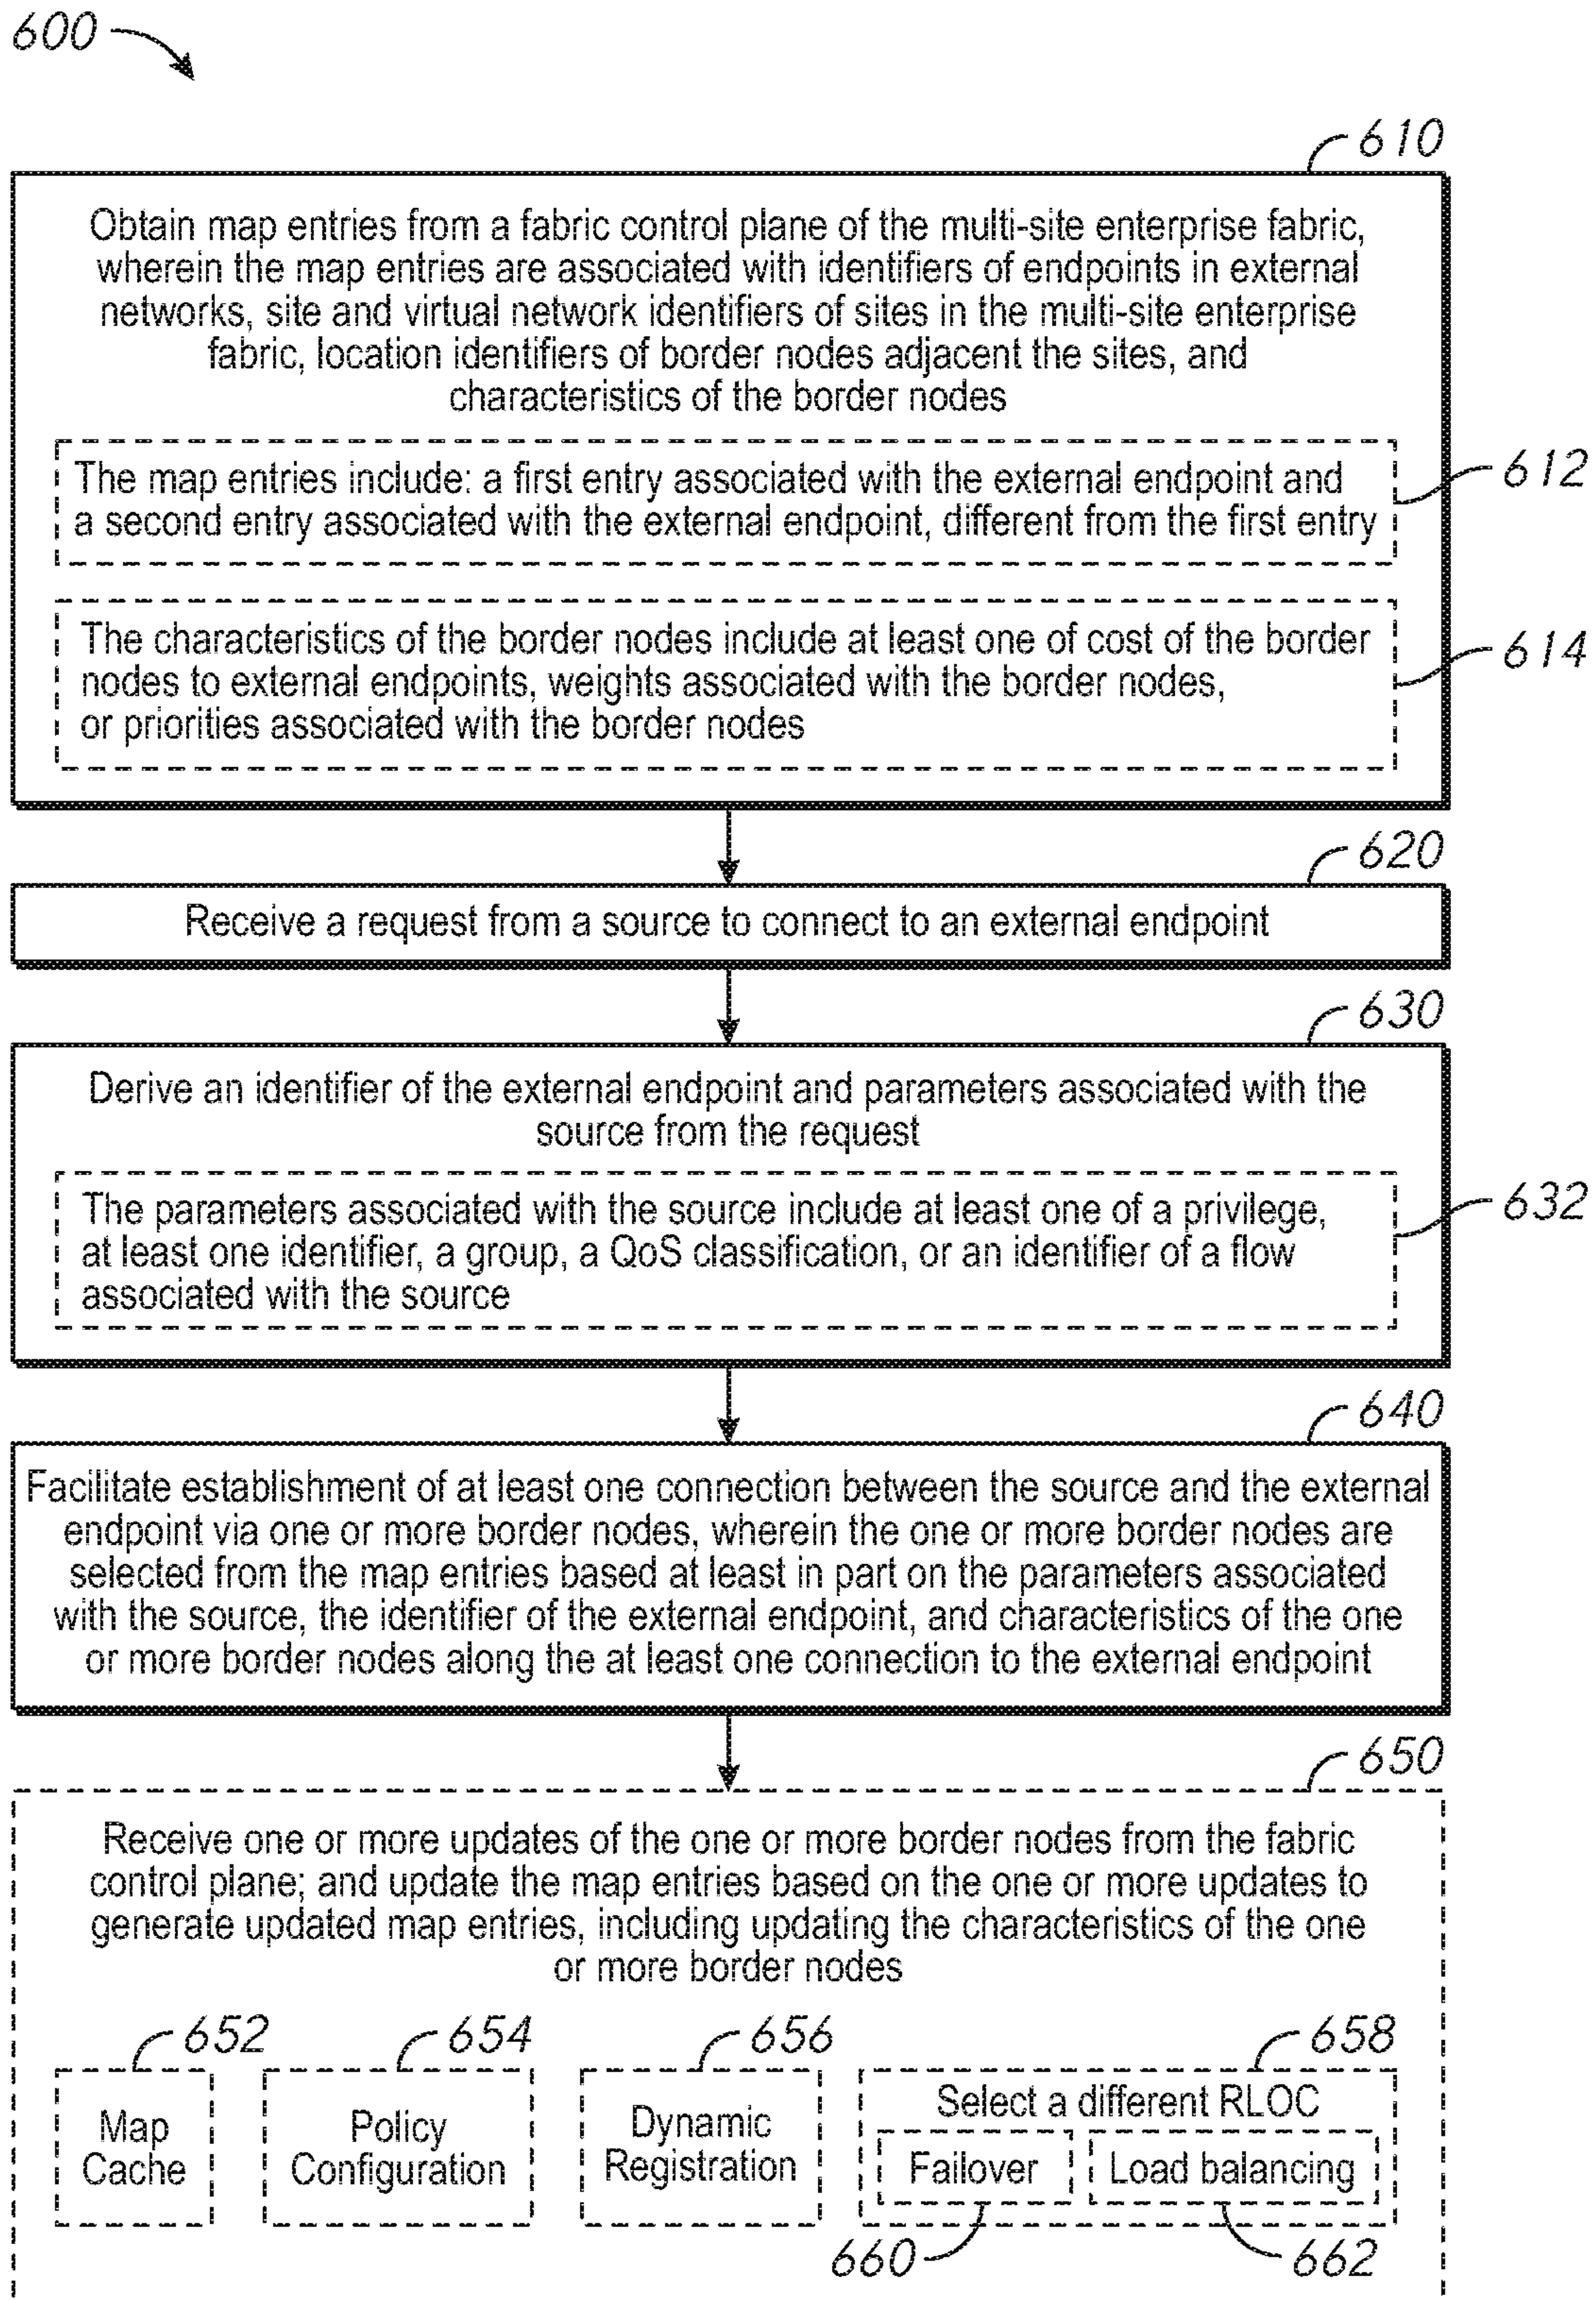 600
610
Obtain map entries from a fabric control plane of the multi-site enterprise fabric,
wherein the map entries are associated with identifiers of endpoints in external
networks, site and virtual network identifiers of sites in the multi-site enterprise
fabric, location identifiers of border nodes adjacent the sites, and
characteristics of the border nodes
612
The map entries include: a first entry associated with the external endpoint and
a second entry associated with the external endpoint, different from the first entry
614
The characteristics of the border nodes include at least one of cost of the border
nodes to external endpoints, weights associated with the border nodes,
or priorities associated with the border nodes
620
Receive a request from a source to connect to an external endpoint
630
Derive an identifier of the external endpoint and parameters associated with the
source from the request
632
The parameters associated with the source include at least one of a privilege,
at least one identifier, a group, a QoS classification, or an identifier of a flow
associated with the source
640
Facilitate establishment of at least one connection between the source and the external
endpoint via one or more border nodes, wherein the one or more border nodes are
selected from the map entries based at least in part on the parameters associated
with the source, the identifier of the external endpoint, and characteristics of the one
or more border nodes along the at least one connection to the external endpoint
650
Receive one or more updates of the one or more border nodes from the fabric
control plane; and update the map entries based on the one or more updates to
generate updated map entries, including updating the characteristics of the one
or more border nodes
652
654
656
658
Map
Cache
Policy
Configuration
Dynamic
Registration
Select a different RLOC
Failover
Load balancing
660
662